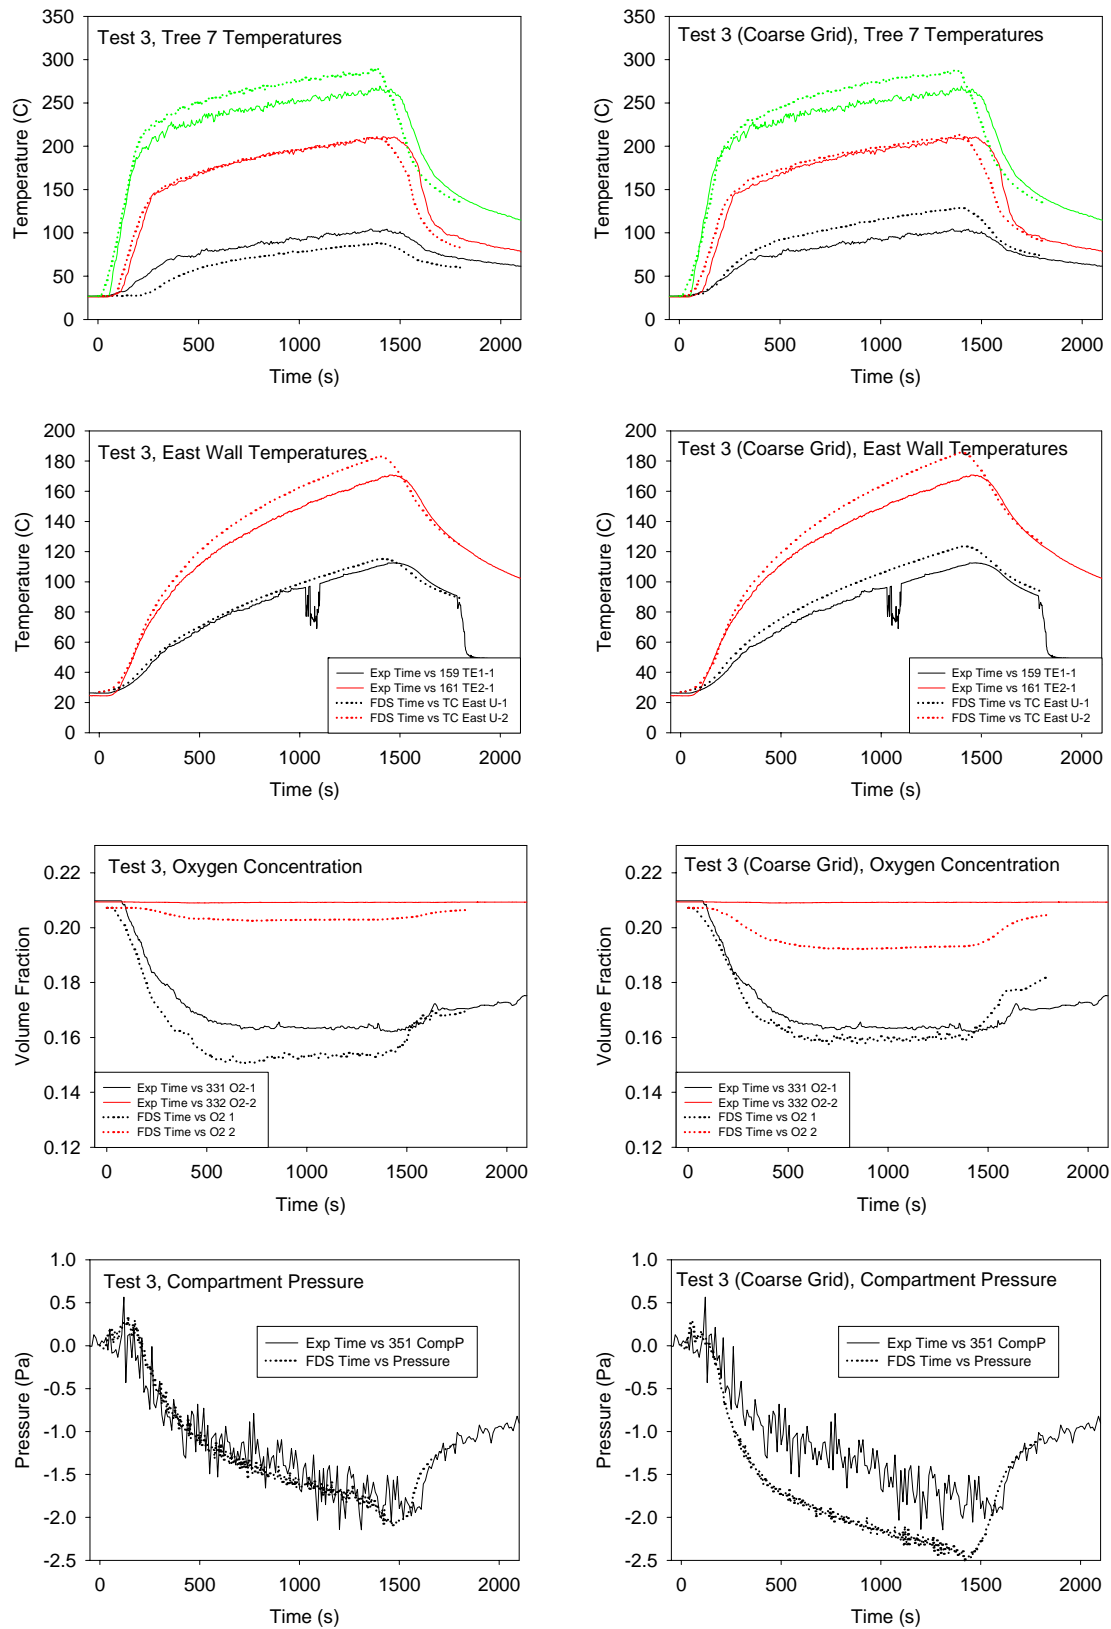 Test 3, Tree 7 Temperatures
Temperature (C)
350
300
250
200
150
100
50
0
0 500 1000 1500 2000
Time (s)
Test 3 (Coarse Grid), Tree 7 Temperatures
Temperature (C)
350
300
250
200
150
100
50
0
0 500 1000 1500 2000
Time (s)
Test 3, East Wall Temperatures
Temperature (C)
200
180
160
140
120
100
80
60
40
20
0
Exp Time vs 159 TE1-1
Exp Time vs 161 TE2-1
FDS Time vs TC East U-1
FDS Time vs TC East U-2
0 500 1000 1500 2000
Time (s)
Test 3 (Coarse Grid), East Wall Temperatures
Temperature (C)
200
180
160
140
120
100
80
60
40
20
0
Exp Time vs 159 TE1-1
Exp Time vs 161 TE2-1
FDS Time vs TC East U-1
FDS Time vs TC East U-2
0 500 1000 1500 2000
Time (s)
Test 3, Oxygen Concentration
Volume Fraction
0.22
0.20
0.18
0.16
0.14
0.12
Exp Time vs 331 O2-1
Exp Time vs 332 O2-2
FDS Time vs O2 1
FDS Time vs O2 2
0 500 1000 1500 2000
Time (s)
Test 3 (Coarse Grid), Oxygen Concentration
Volume Fraction
0.22
0.20
0.18
0.16
0.14
0.12
Exp Time vs 331 O2-1
Exp Time vs 332 O2-2
FDS Time vs O2 1
FDS Time vs O2 2
0 500 1000 1500 2000
Time (s)
Test 3, Compartment Pressure
Pressure (Pa)
1.0
0.5
0.0
-0.5
-1.0
-1.5
-2.0
-2.5
Exp Time vs 351 CompP
FDS Time vs Pressure
0 500 1000 1500 2000
Time (s)
Test 3 (Coarse Grid), Compartment Pressure
Pressure (Pa)
1.0
0.5
0.0
-0.5
-1.0
-1.5
-2.0
-2.5
Exp Time vs 351 CompP
FDS Time vs Pressure
0 500 1000 1500 2000
Time (s)